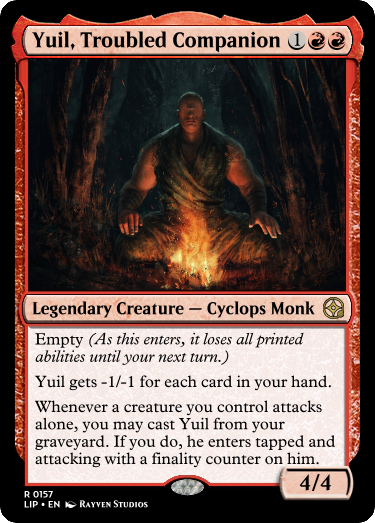 Yuil, Troubled Companion 1
Legendary Creature — Cyclops Monk
Empty (As this enters, it loses all printed
abilities until your next turn.)
Yuil gets -1/-1 for each card in your hand.
Whenever a creature you control attacks
alone, you may cast Yuil from your
graveyard. If you do, he enters tapped and
attacking with a finality counter on him.
4/4
R 0157
LIP • EN Rayven Studios